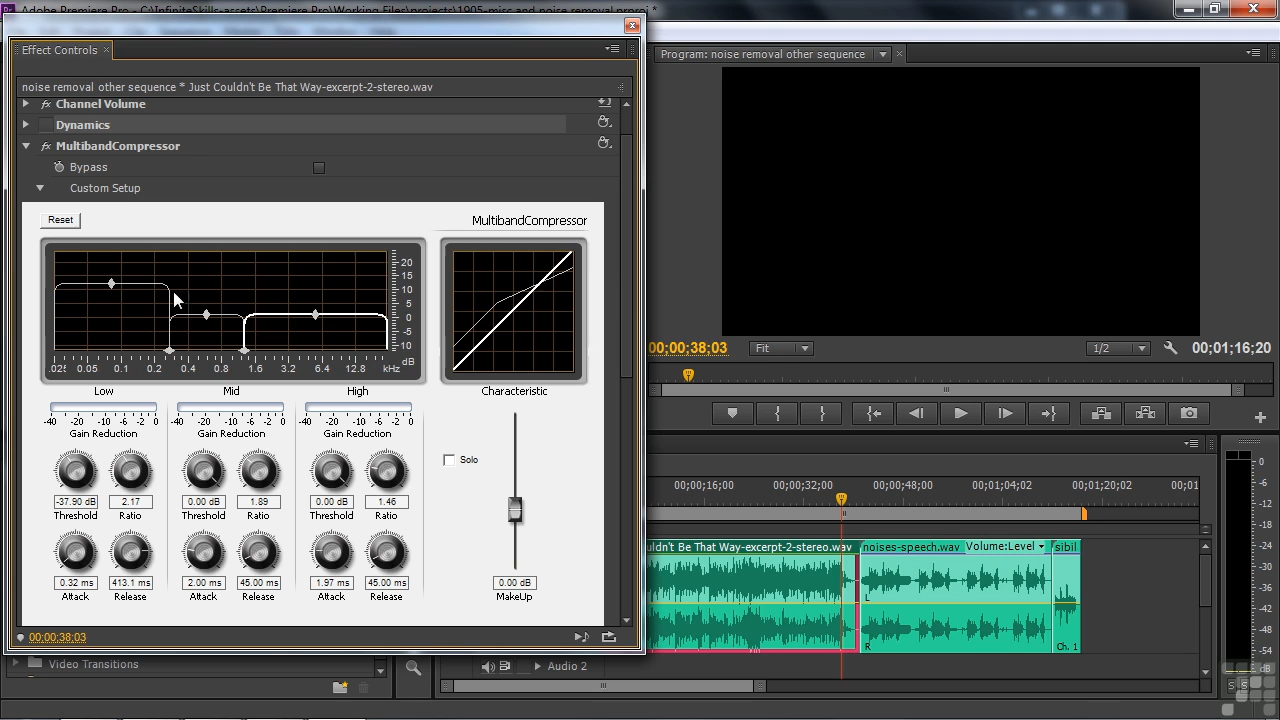 Adobe Premiere Pro - C:\InfiniteSkills-assets\Premiere Pro\Working Files\projects\1905-misc and noise removal.prproj *
Effect Controls
noise removal other sequence * Just Couldn't Be That Way-excerpt-2-stereo.wav
fx Channel Volume
Dynamics
fx MultibandCompressor
Bypass
Custom Setup
Reset
MultibandCompressor
20
15
10
5
0
-5
-10
dB
.025 0.05 0.1 0.2 0.4 0.8 1.6 3.2 6.4 12.8 kHz
Low Mid High
Characteristic
-40 -20 -10 -6 -2 0
-40 -20 -10 -6 -2 0
-40 -20 -10 -6 -2 0
Gain Reduction Gain Reduction Gain Reduction
Solo
-37.90 dB 2.17 0.00 dB 1.89 0.00 dB 1.46
Threshold Ratio Threshold Ratio Threshold Ratio
0.32 ms 413.1 ms 2.00 ms 45.00 ms 1.97 ms 45.00 ms
Attack Release Attack Release Attack Release
0.00 dB
MakeUp
00;00;38;03
Video Transitions
Program: noise removal other sequence
00;00;38;03 Fit 1/2 00;01;16;20
00;00;16;00 00;00;32;00 00;00;48;00 00;01;04;02 00;01;20;02 00;01
uldn't Be That Way-excerpt-2-stereo.wav noises-speech.wav Volume:Level sibil
L
R
Ch. 1
Audio 2
0
-6
-12
-18
-24
-30
-36
-42
-48
-54
dB
S S